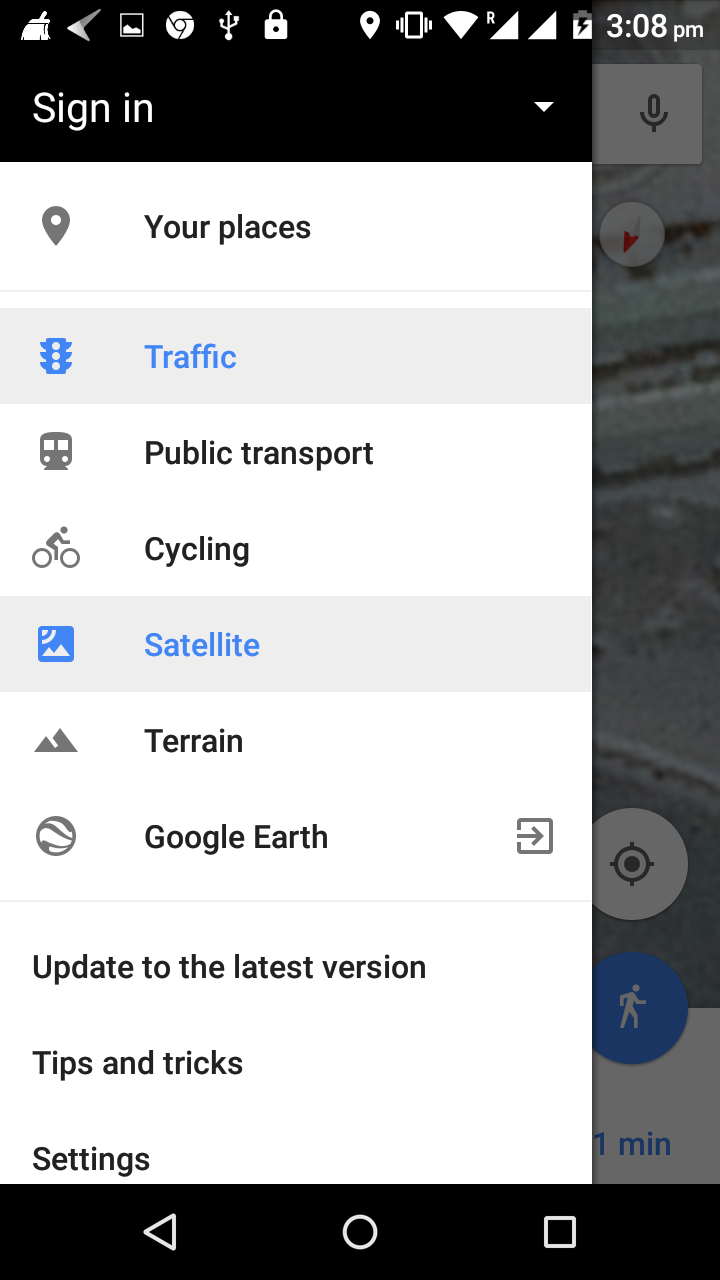 R
3:08 pm
Sign in
Your places
Traffic
Public transport
Cycling
Satellite
Terrain
Google Earth
Update to the latest version
Tips and tricks
Settings
1 min